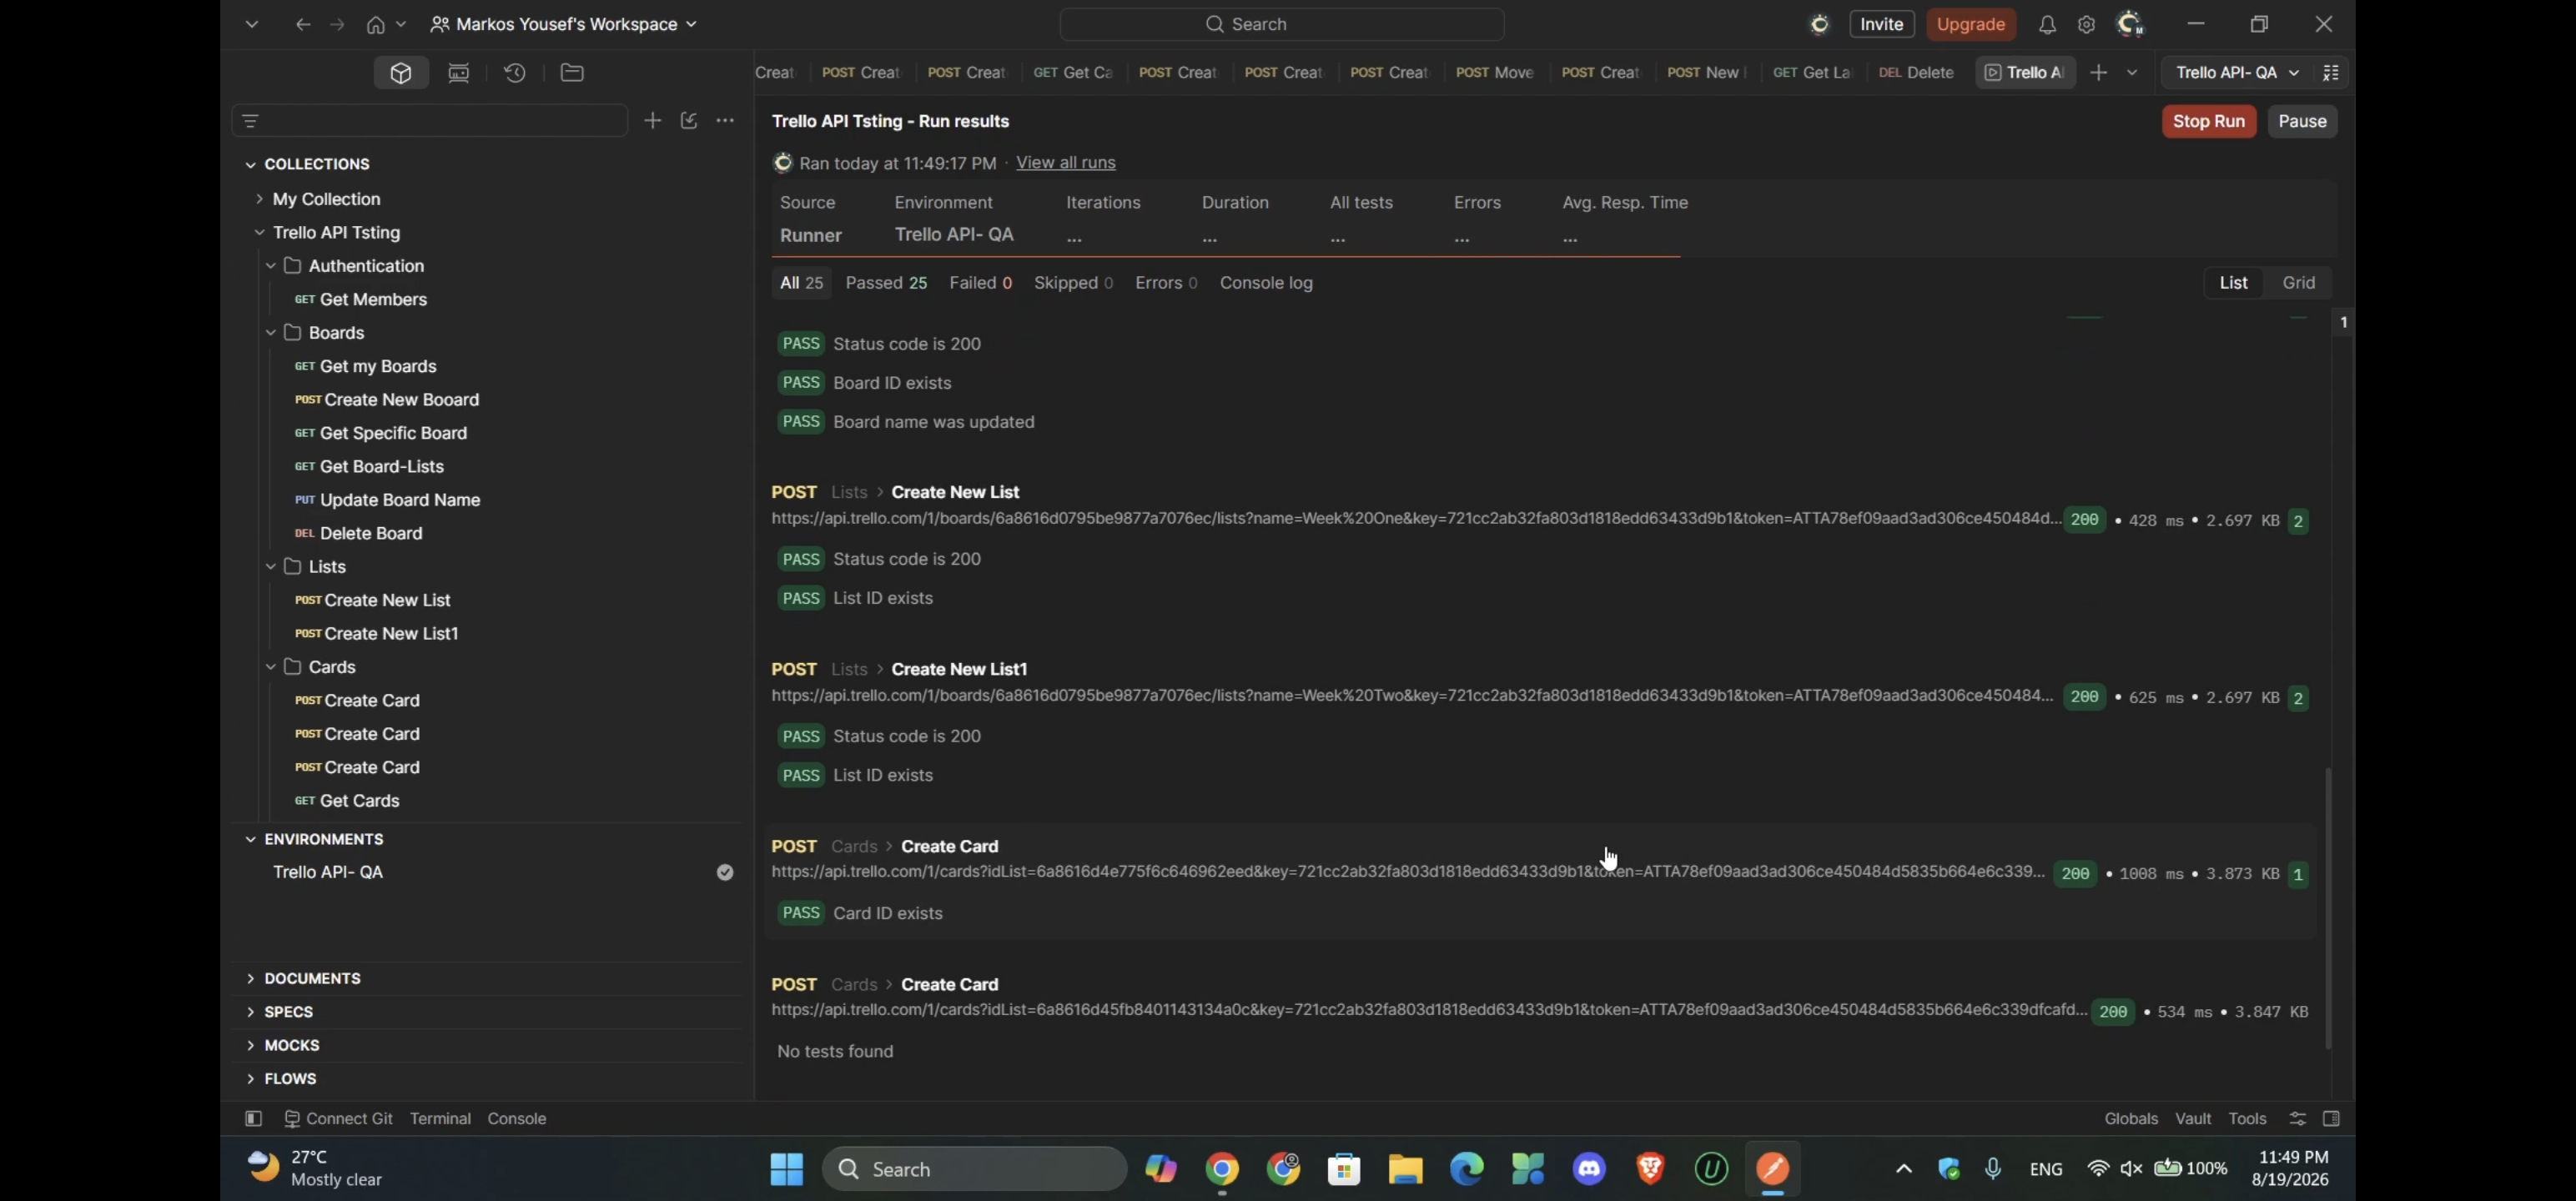 Markos Yousef's Workspace
Search
Invite
Upgrade
Creat
POST Creat
POST Creat
GET Get Ca
POST Creat
POST Creat
POST Creat
POST Move
POST Creat
POST New
GET Get La
DEL Delete
Trello A
Trello API- QA
Trello API Tsting - Run results
Stop Run
Pause
Ran today at 11:49:17 PM · View all runs
Source Environment Iterations Duration All tests Errors Avg. Resp. Time
Runner Trello API- QA ... ... ... ... ...
All 25 Passed 25 Failed 0 Skipped 0 Errors 0 Console log
List Grid
1
PASS Status code is 200
PASS Board ID exists
PASS Board name was updated
POST Lists > Create New List
https://api.trello.com/1/boards/6a8616d0795be9877a7076ec/lists?name=Week%20One&key=721cc2ab32fa803d1818edd63433d9b1&token=ATTA78ef09aad3ad306ce450484d... 200 • 428 ms • 2.697 KB 2
PASS Status code is 200
PASS List ID exists
POST Lists > Create New List1
https://api.trello.com/1/boards/6a8616d0795be9877a7076ec/lists?name=Week%20Two&key=721cc2ab32fa803d1818edd63433d9b1&token=ATTA78ef09aad3ad306ce450484... 200 • 625 ms • 2.697 KB 2
PASS Status code is 200
PASS List ID exists
POST Cards > Create Card
https://api.trello.com/1/cards?idList=6a8616d4e775f6c646962eed&key=721cc2ab32fa803d1818edd63433d9b1&token=ATTA78ef09aad3ad306ce450484d5835b664e6c339... 200 • 1008 ms • 3.873 KB 1
PASS Card ID exists
POST Cards > Create Card
https://api.trello.com/1/cards?idList=6a8616d45fb8401143134a0c&key=721cc2ab32fa803d1818edd63433d9b1&token=ATTA78ef09aad3ad306ce450484d5835b664e6c339dfcafd... 200 • 534 ms • 3.847 KB
No tests found
COLLECTIONS
My Collection
Trello API Tsting
Authentication
GET Get Members
Boards
GET Get my Boards
POST Create New Booard
GET Get Specific Board
GET Get Board-Lists
PUT Update Board Name
DEL Delete Board
Lists
POST Create New List
POST Create New List1
Cards
POST Create Card
POST Create Card
POST Create Card
GET Get Cards
ENVIRONMENTS
Trello API- QA
DOCUMENTS
SPECS
MOCKS
FLOWS
Connect Git Terminal Console
Globals Vault Tools
27°C
Mostly clear
Search
ENG
100%
11:49 PM
8/19/2026